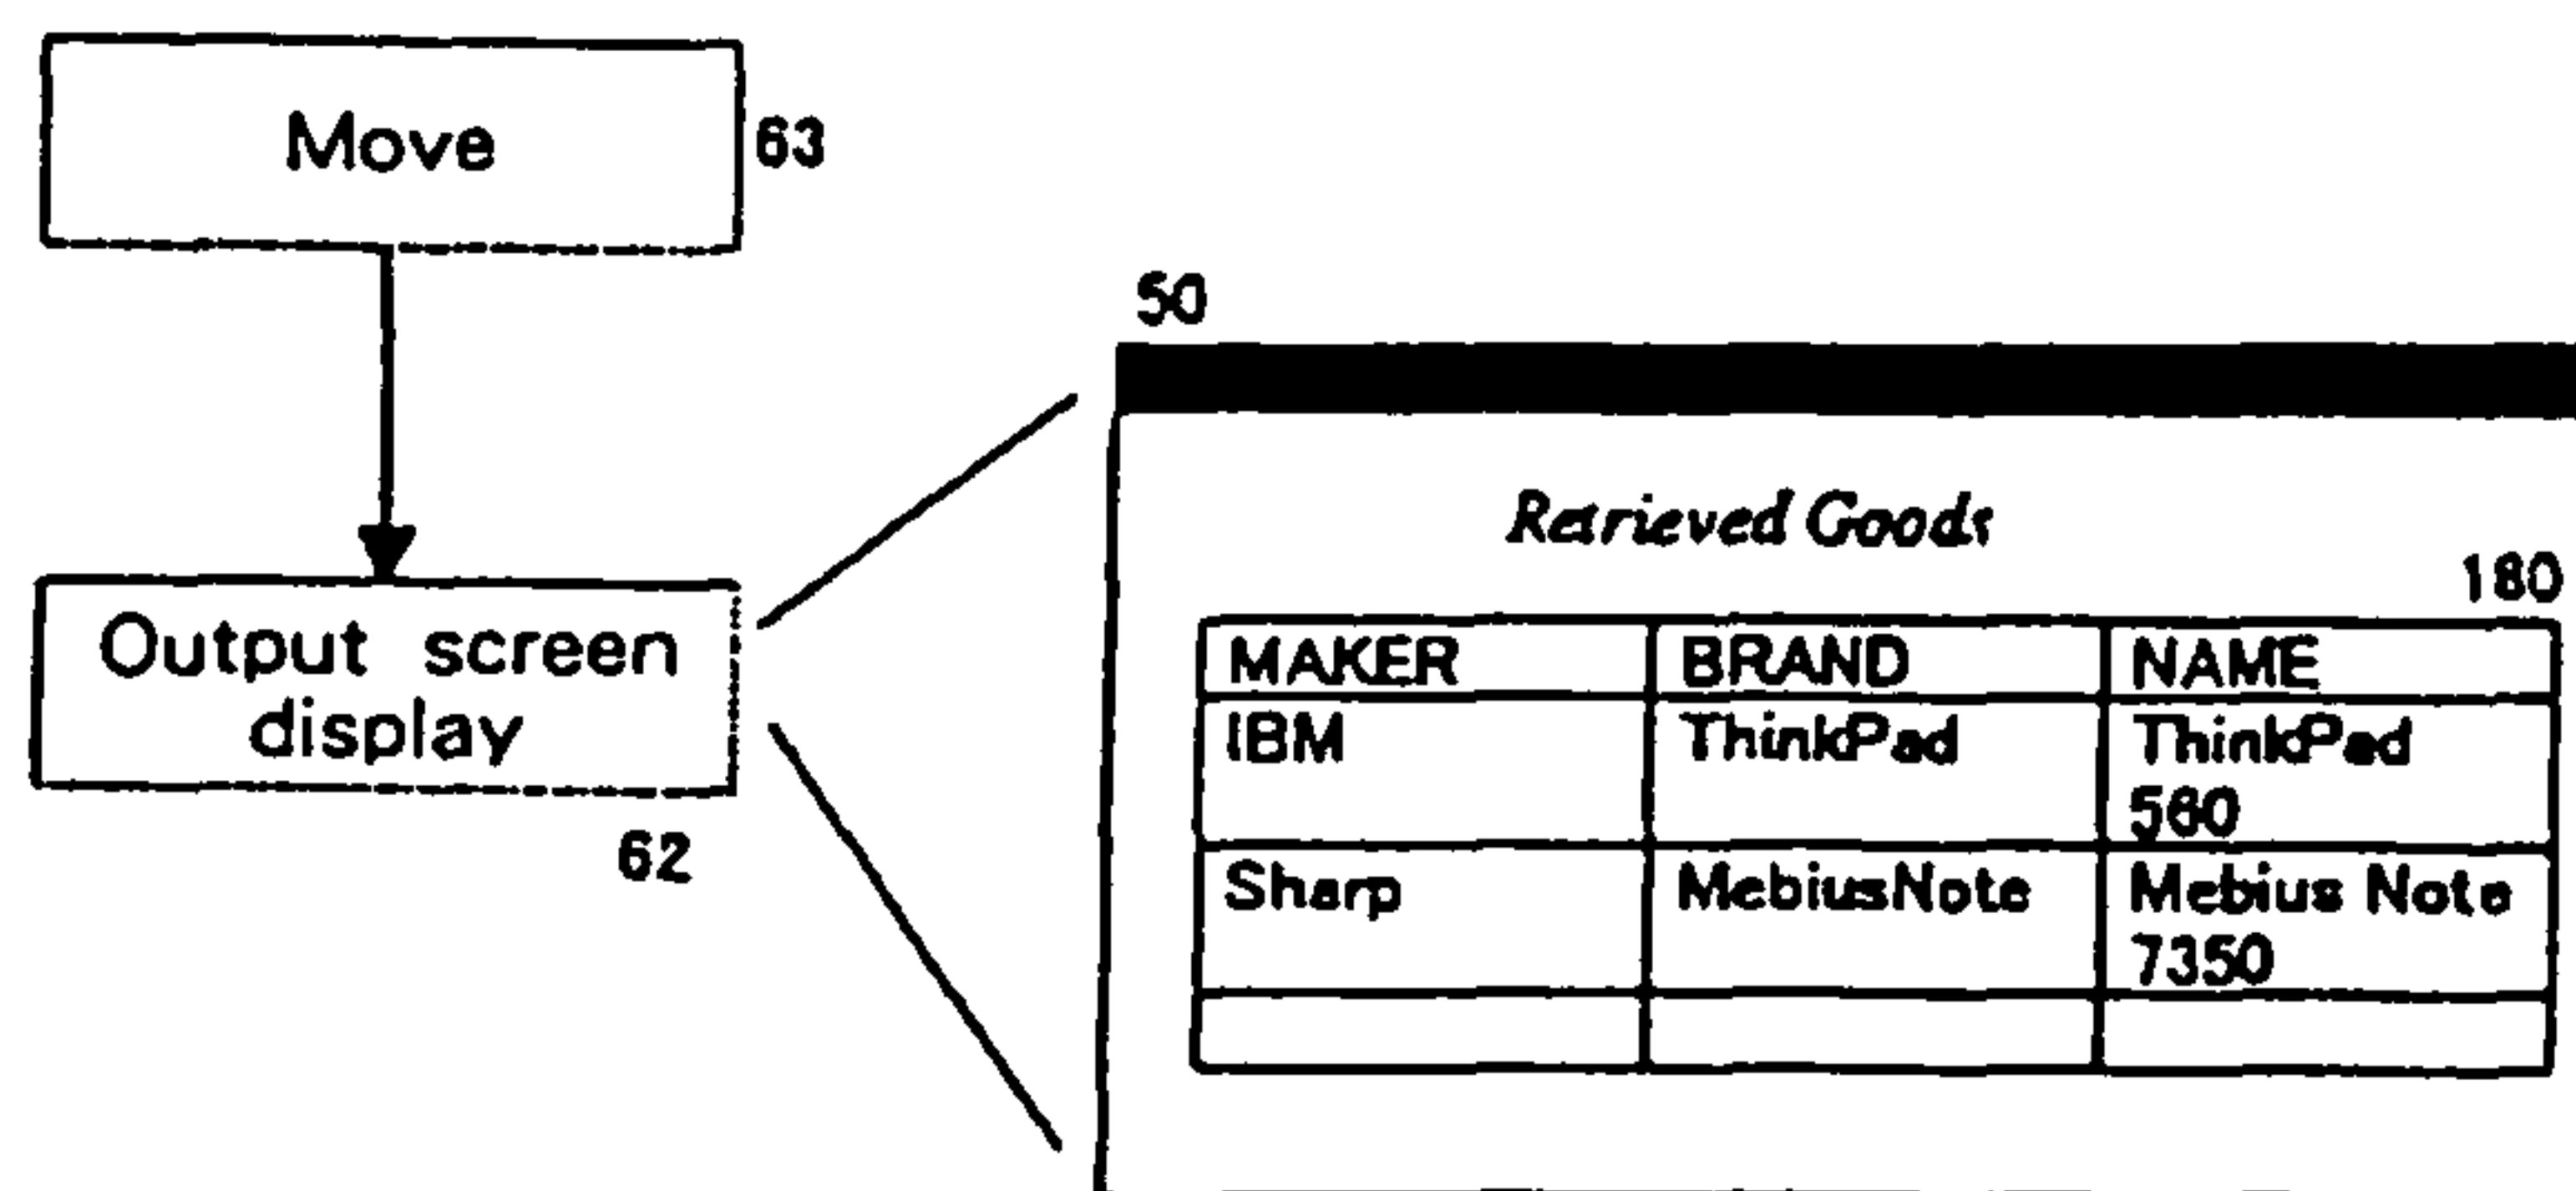 Move
63
Output screen
display
62
50
Retrieved Goods
180
MAKER BRAND NAME
IBM ThinkPad ThinkPad
560
Sharp MebiusNote Mebius Note
7350